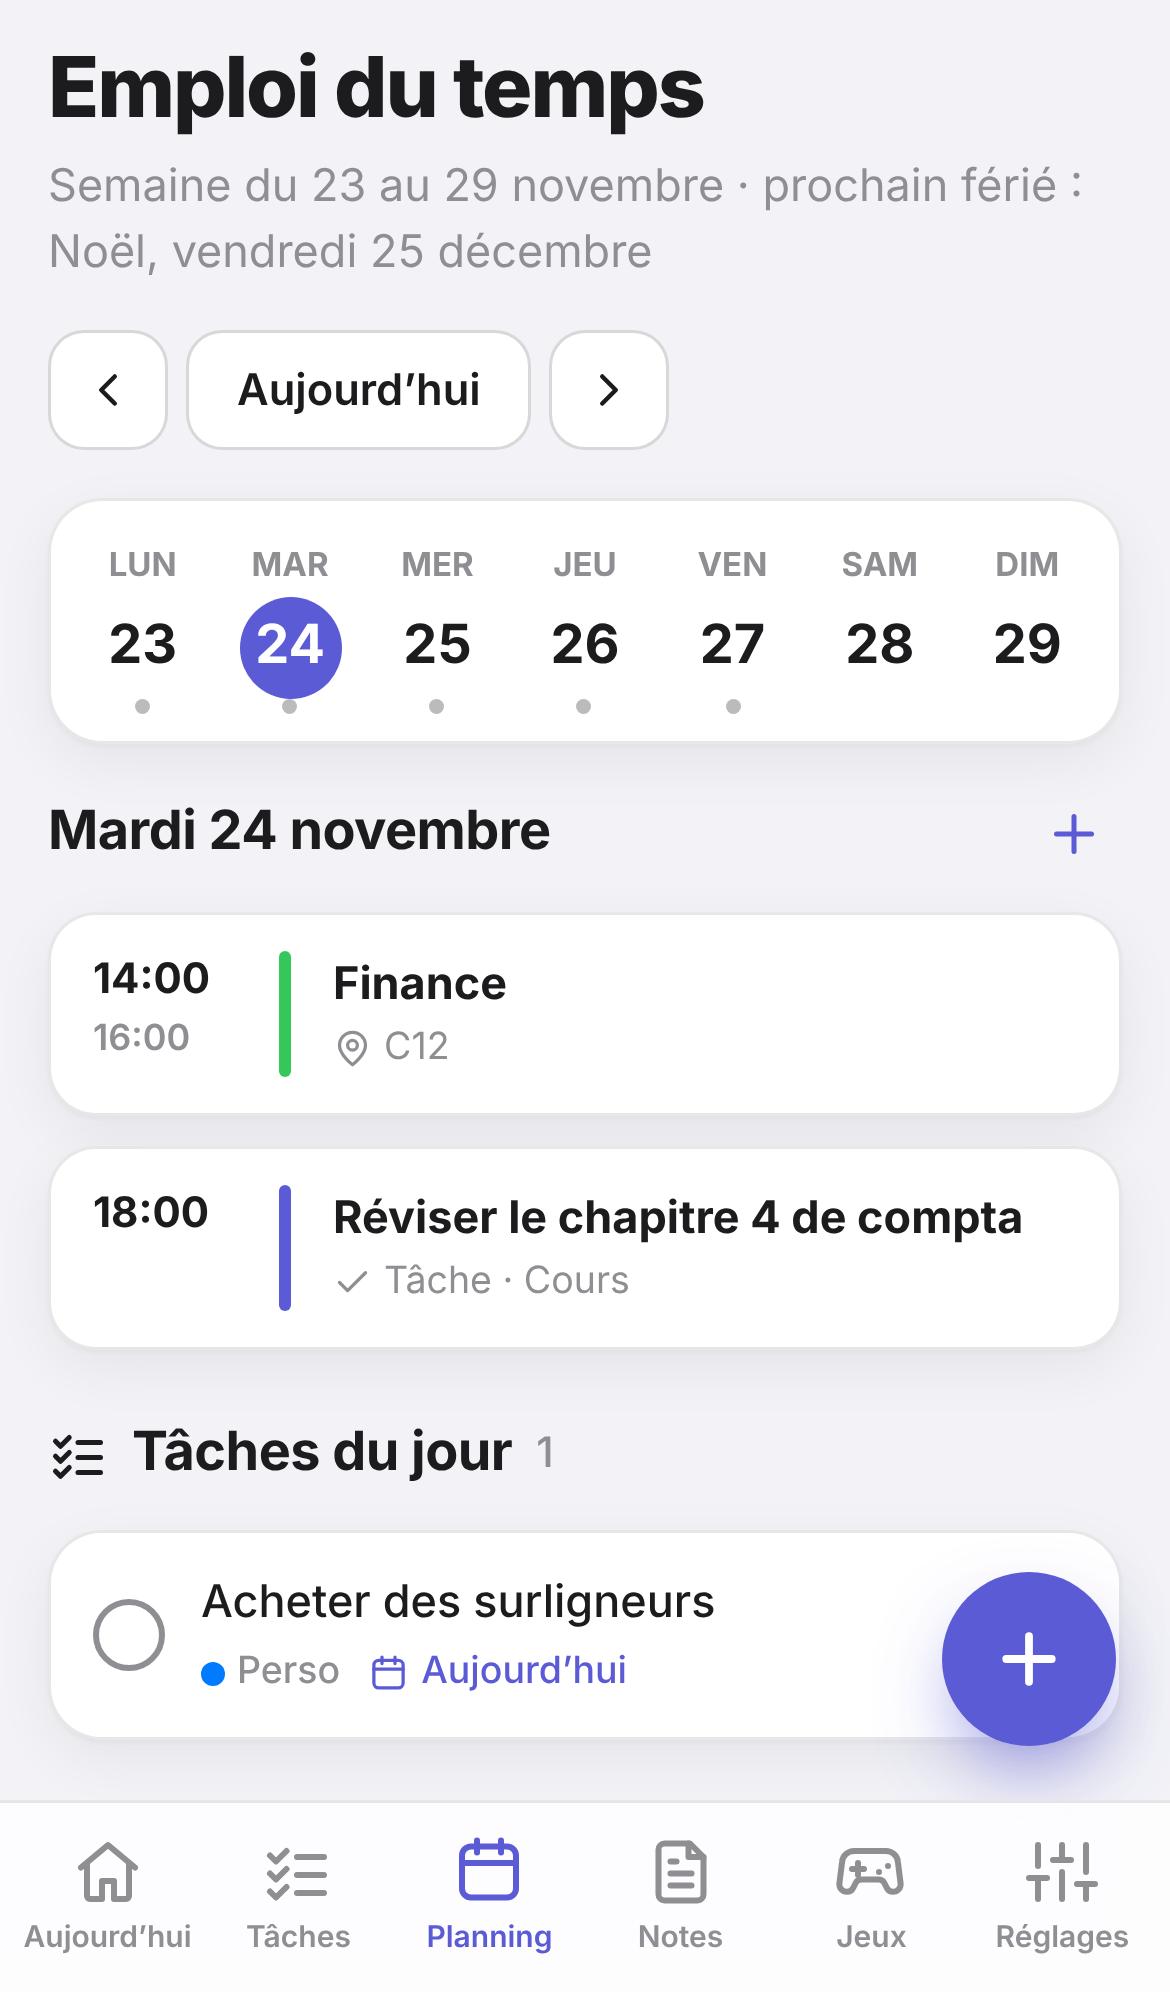 Emploi du temps
Semaine du 23 au 29 novembre · prochain férié :
Noël, vendredi 25 décembre
Aujourd’hui
LUN MAR MER JEU VEN SAM DIM
23 24 25 26 27 28 29
Mardi 24 novembre
14:00 Finance
16:00 C12
18:00 Réviser le chapitre 4 de compta
Tâche · Cours
Tâches du jour 1
Acheter des surligneurs
Perso Aujourd’hui
Aujourd’hui Tâches Planning Notes Jeux Réglages